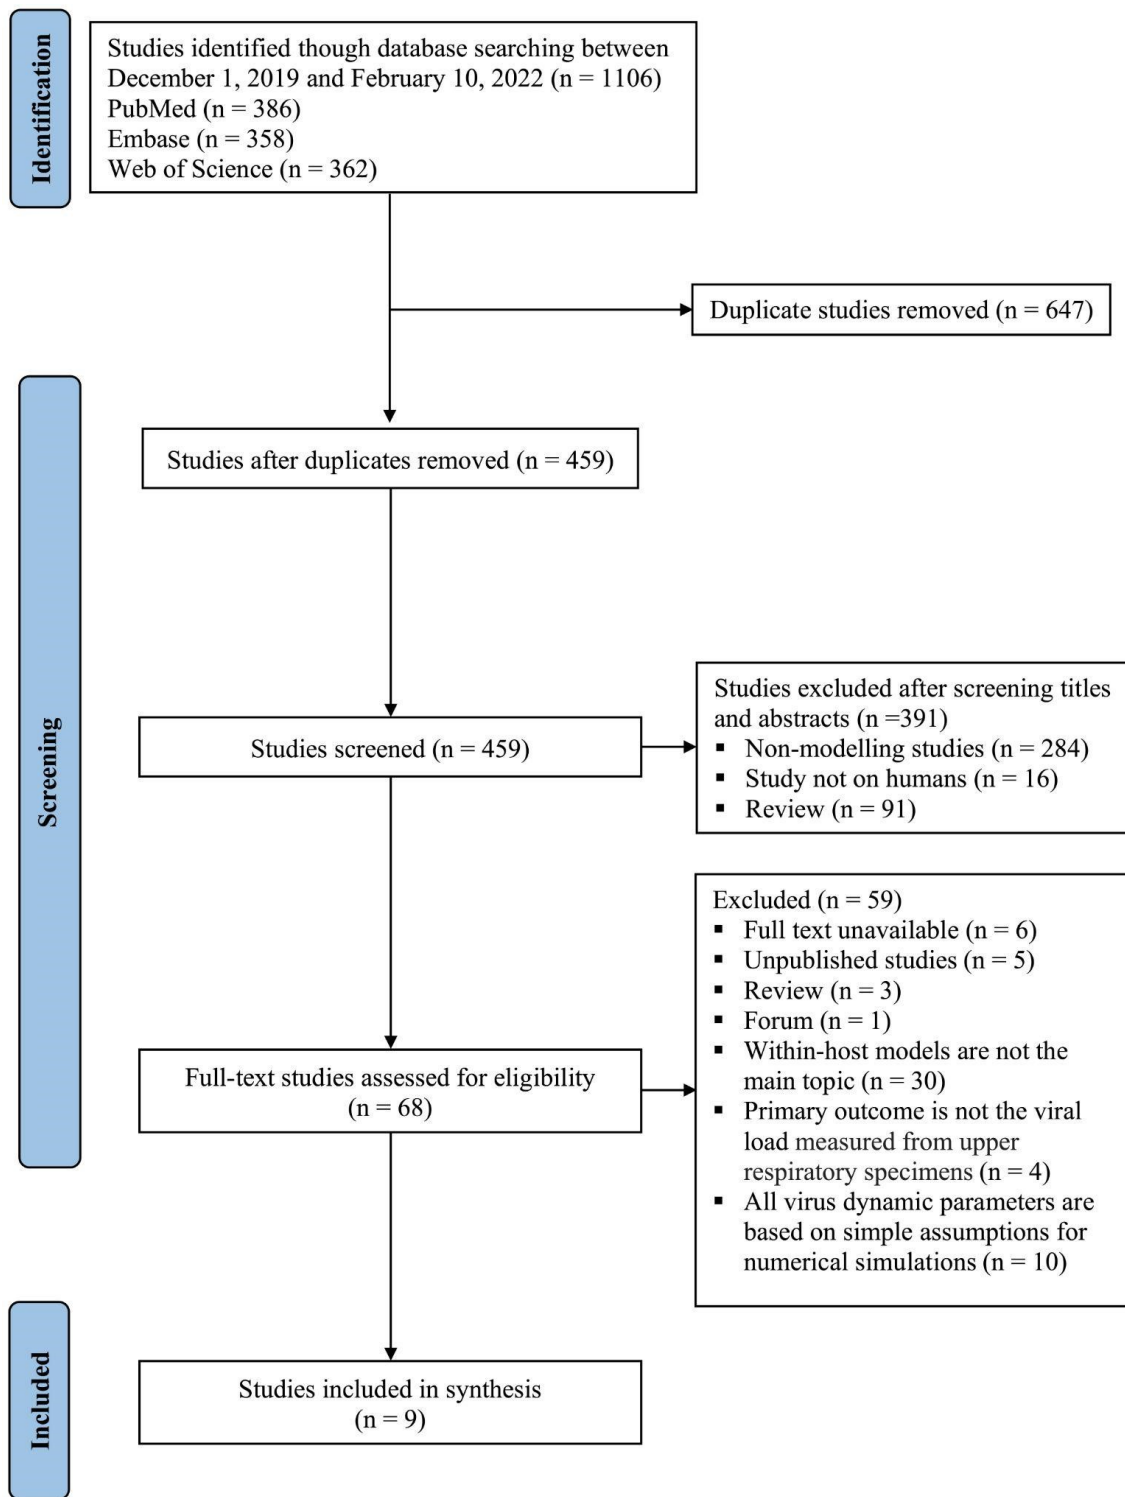 Identification
Studies identified though database searching between
December 1, 2019 and February 10, 2022 (n = 1106)
PubMed (n = 386)
Embase (n = 358)
Web of Science (n = 362)
Duplicate studies removed (n = 647)
Screening
Studies after duplicates removed (n = 459)
Studies screened (n = 459)
Studies excluded after screening titles
and abstracts (n =391)
▪ Non-modelling studies (n = 284)
▪ Study not on humans (n = 16)
▪ Review (n = 91)
Full-text studies assessed for eligibility
(n = 68)
Excluded (n = 59)
▪ Full text unavailable (n = 6)
▪ Unpublished studies (n = 5)
▪ Review (n = 3)
▪ Forum (n = 1)
▪ Within-host models are not the
main topic (n = 30)
▪ Primary outcome is not the viral
load measured from upper
respiratory specimens (n = 4)
▪ All virus dynamic parameters are
based on simple assumptions for
numerical simulations (n = 10)
Included
Studies included in synthesis
(n = 9)